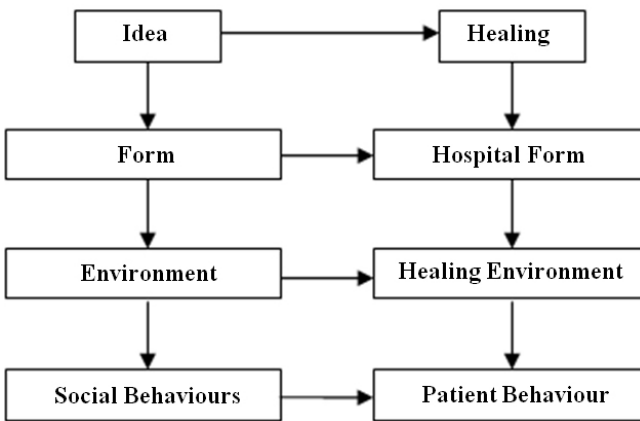 Idea
Healing
Form
Hospital Form
Environment
Healing Environment
Social Behaviours
Patient Behaviour